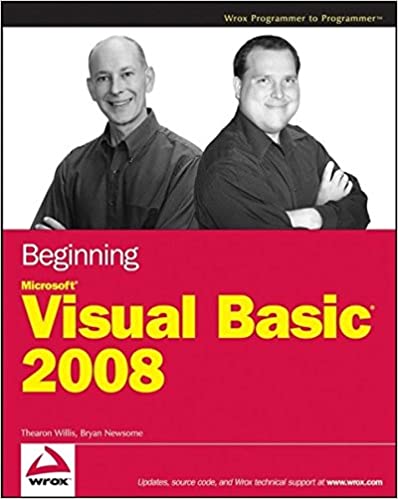 Wrox Programmer to Programmer™
Beginning
Microsoft®
Visual Basic®
2008
Thearon Willis, Bryan Newsome
wrox™
Updates, source code, and Wrox technical support at www.wrox.com